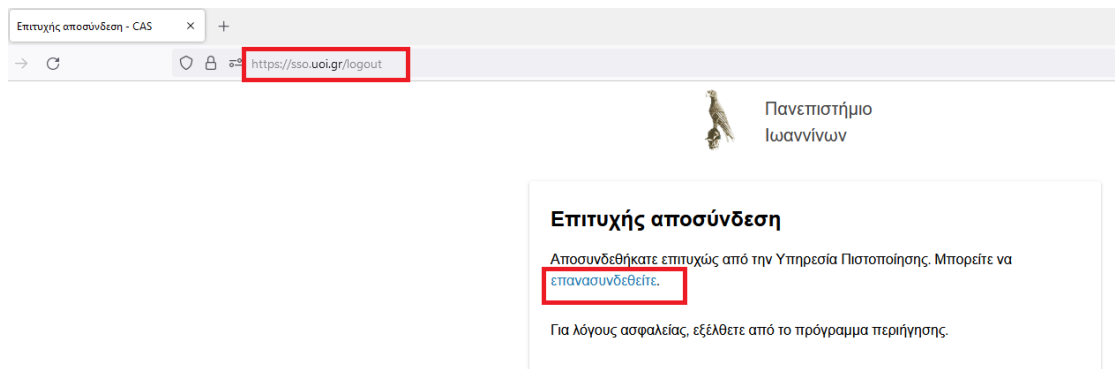 Επιτυχής αποσύνδεση - CAS
https://sso.uoi.gr/logout
Πανεπιστήμιο
Ιωαννίνων
Επιτυχής αποσύνδεση
Αποσυνδεθήκατε επιτυχώς από την Υπηρεσία Πιστοποίησης. Μπορείτε να
επανασυνδεθείτε.
Για λόγους ασφαλείας, εξέλθετε από το πρόγραμμα περιήγησης.